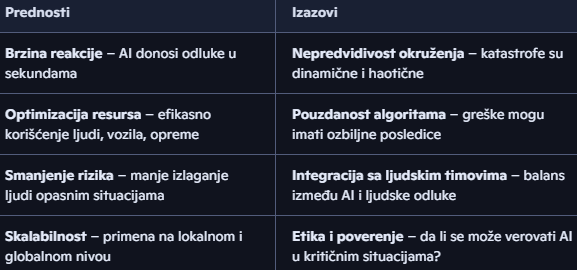 Prednosti
Izazovi
Brzina reakcije – AI donosi odluke u
sekundama
Nepredvidivost okruženja – katastrofe su
dinamične i haotične
Optimizacija resursa – efikasno
korišćenje ljudi, vozila, opreme
Pouzdanost algoritama – greške mogu
imati ozbiljne posledice
Smanjenje rizika – manje izlaganje
ljudi opasnim situacijama
Integracija sa ljudskim timovima – balans
između AI i ljudske odluke
Skalabilnost – primena na lokalnom i
globalnom nivou
Etika i poverenje – da li se može verovati AI
u kritičnim situacijama?